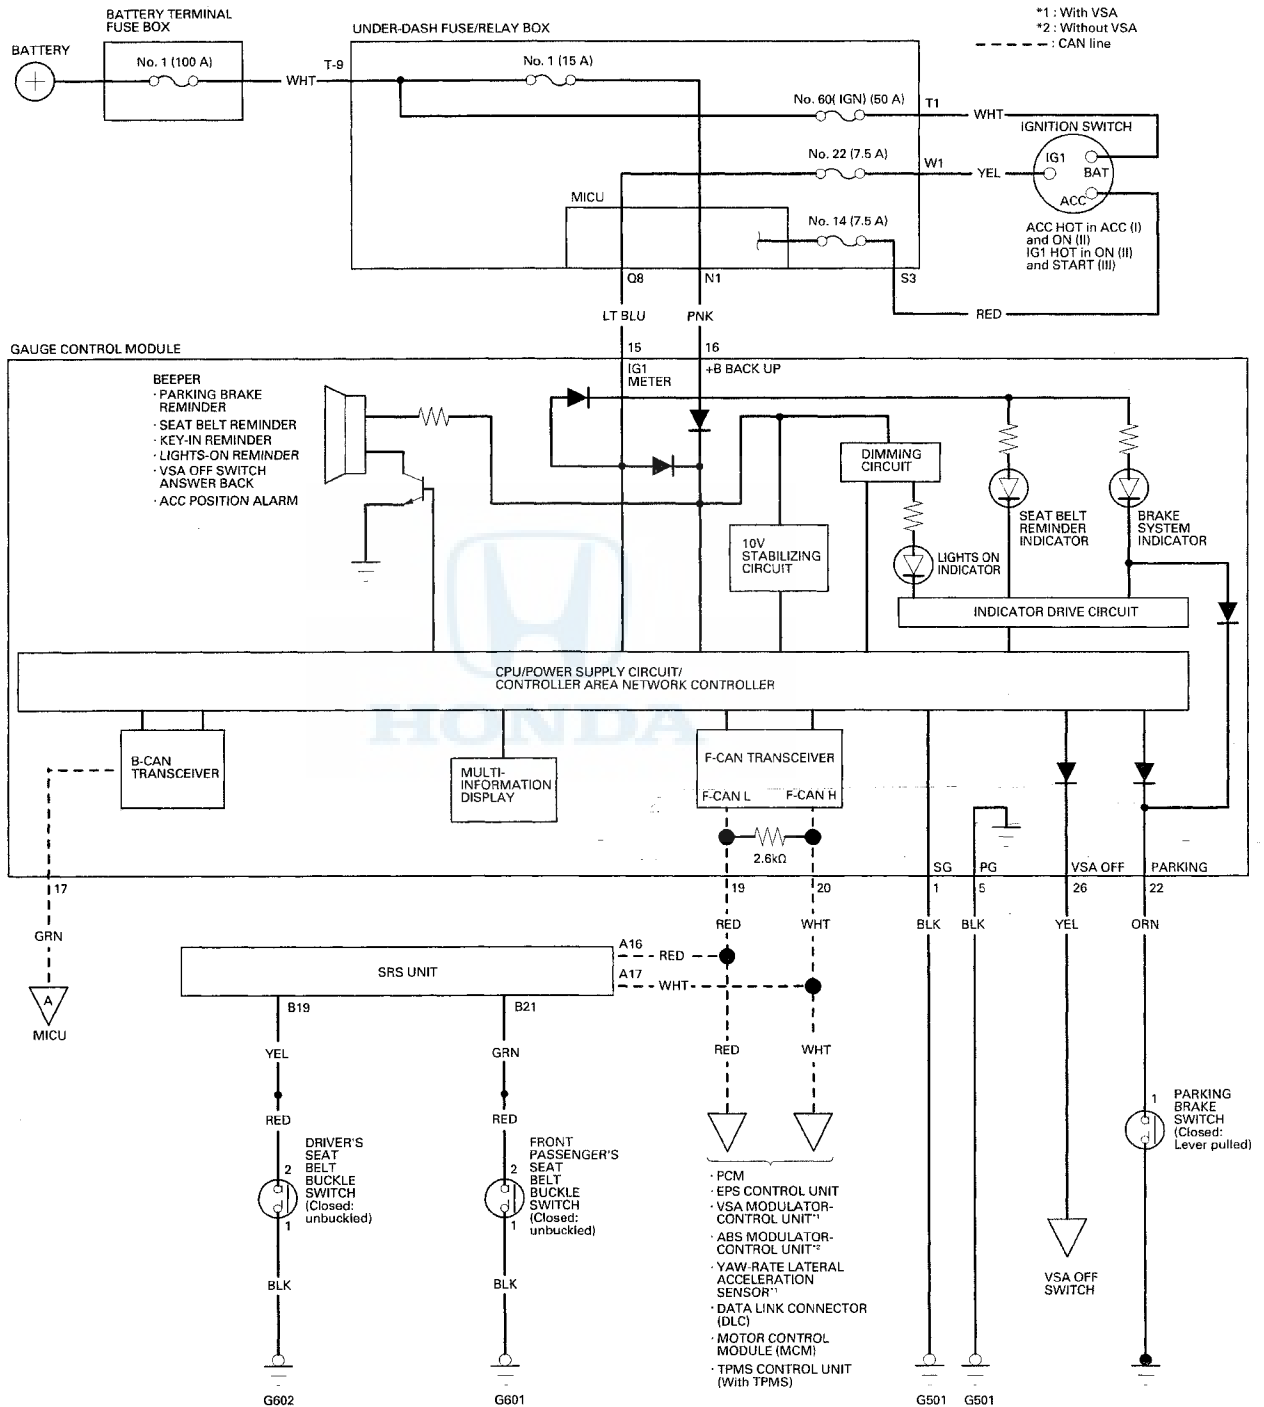 BATTERY TERMINAL
FUSE BOX
BATTERY
No. 1 (100 A)
WHT
T-9
UNDER-DASH FUSE/RELAY BOX
No. 1 (15 A)
No. 60( IGN) (50 A)
No. 22 (7.5 A)
MICU
No. 14 (7.5 A)
*1 : With VSA
*2 : Without VSA
: CAN line
T1
WHT
IGNITION SWITCH
W1
YEL
IG1
BAT
ACC
ACC HOT in ACC (I)
and ON (II)
IG1 HOT in ON (II)
and START (III)
Q8
N1
S3
LT BLU
PNK
RED
GAUGE CONTROL MODULE
15
16
IG1
METER
+B BACK UP
BEEPER
· PARKING BRAKE
REMINDER
· SEAT BELT REMINDER
· KEY-IN REMINDER
· LIGHTS-ON REMINDER
· VSA OFF SWITCH
ANSWER BACK
· ACC POSITION ALARM
DIMMING
CIRCUIT
10V
STABILIZING
CIRCUIT
LIGHTS ON
INDICATOR
SEAT BELT
REMINDER
INDICATOR
BRAKE
SYSTEM
INDICATOR
INDICATOR DRIVE CIRCUIT
CPU/POWER SUPPLY CIRCUIT/
CONTROLLER AREA NETWORK CONTROLLER
HONDA
B-CAN
TRANSCEIVER
MULTI-
INFORMATION
DISPLAY
F-CAN TRANSCEIVER
F-CAN L
F-CAN H
2.6kΩ
SG
PG
VSA OFF
PARKING
17
19
20
1
5
26
22
GRN
RED
WHT
BLK
BLK
YEL
ORN
A
MICU
SRS UNIT
A16
RED
A17
WHT
B19
B21
YEL
GRN
RED
WHT
RED
RED
DRIVER'S
SEAT
BELT
BUCKLE
SWITCH
(Closed:
unbuckled)
2
1
FRONT
PASSENGER'S
SEAT
BELT
BUCKLE
SWITCH
(Closed:
unbuckled)
2
1
BLK
BLK
G602
G601
· PCM
· EPS CONTROL UNIT
· VSA MODULATOR-
CONTROL UNIT*1
· ABS MODULATOR-
CONTROL UNIT*2
· YAW-RATE LATERAL
ACCELERATION
SENSOR*1
· DATA LINK CONNECTOR
(DLC)
· MOTOR CONTROL
MODULE (MCM)
· TPMS CONTROL UNIT
(With TPMS)
G501
G501
VSA OFF
SWITCH
1
PARKING
BRAKE
SWITCH
(Closed:
Lever pulled)